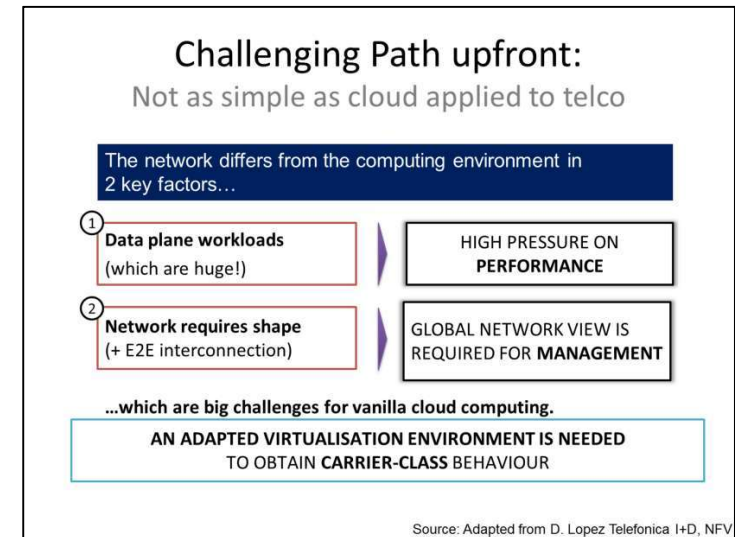 Challenging Path upfront:
Not as simple as cloud applied to telco
The network differs from the computing environment in
2 key factors…
1
Data plane workloads
(which are huge!)
HIGH PRESSURE ON
PERFORMANCE
2
Network requires shape
(+ E2E interconnection)
GLOBAL NETWORK VIEW IS
REQUIRED FOR MANAGEMENT
…which are big challenges for vanilla cloud computing.
AN ADAPTED VIRTUALISATION ENVIRONMENT IS NEEDED
TO OBTAIN CARRIER-CLASS BEHAVIOUR
Source: Adapted from D. Lopez Telefonica I+D, NFV